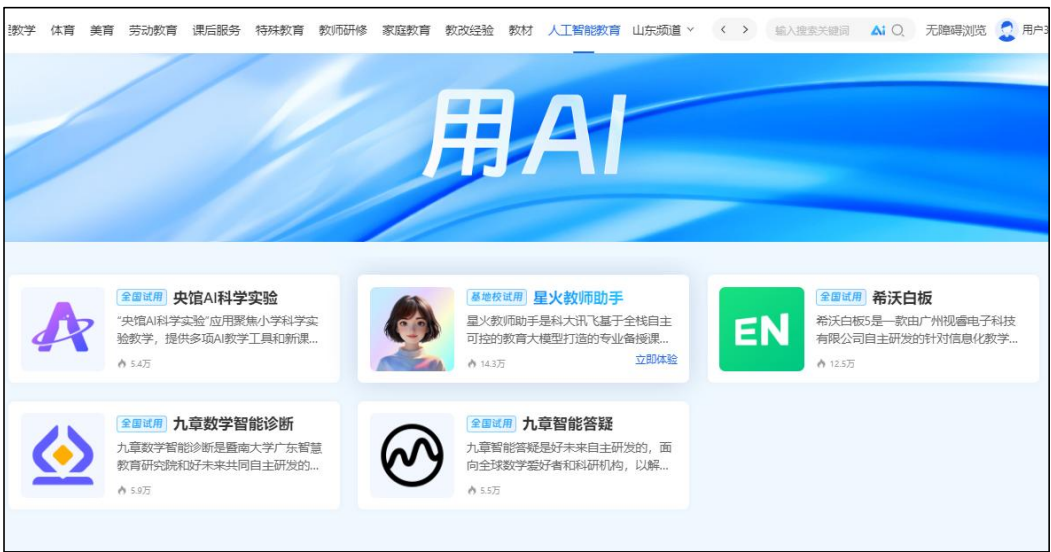 教学 体育 美育 劳动教育 课后服务 特殊教育 教师研修 家庭教育 教改经验 教材 人工智能教育 山东频道 输入搜索关键词 Ai 无障碍浏览 用户
用AI
全国试用 央馆AI科学实验
“央馆AI科学实验”应用聚焦小学科学实
验教学，提供多项AI教学工具和新课...
5.4万
基地校试用 星火教师助手
星火教师助手是科大讯飞基于全栈自主
可控的教育大模型打造的专业备授课...
14.3万 立即体验
EN
全国试用 希沃白板
希沃白板5是一款由广州视睿电子科技
有限公司自主研发的针对信息化教学...
12.5万
全国试用 九章数学智能诊断
九章数学智能诊断是暨南大学广东智慧
教育研究院和好未来共同自主研发的...
5.9万
全国试用 九章智能答疑
九章智能答疑是好未来自主研发的，面
向全球数学爱好者和科研机构，以解...
5.5万